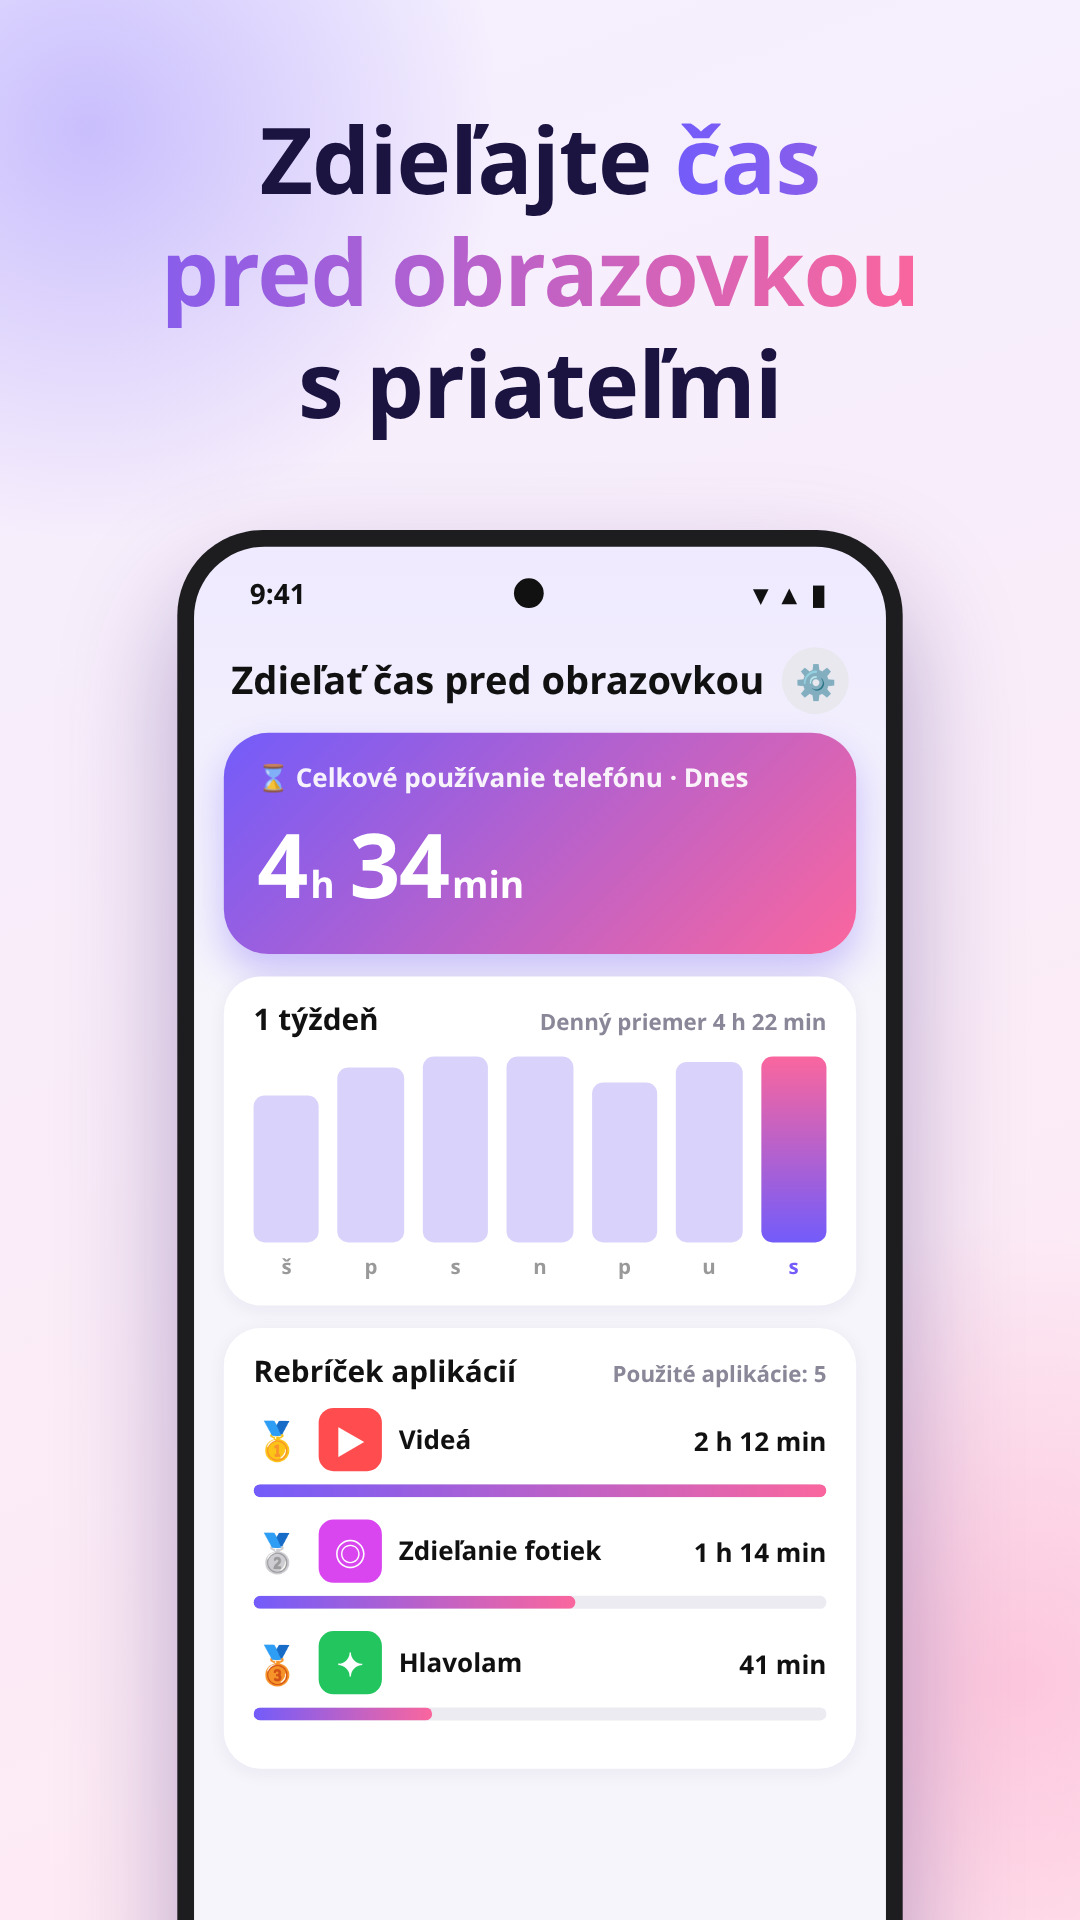 Zdieľajte čas
pred obrazovkou
s priateľmi
9:41
Zdieľať čas pred obrazovkou
Celkové používanie telefónu · Dnes
4h 34min
1 týždeň
Denný priemer 4 h 22 min
š p s n p u s
Rebríček aplikácií
Použité aplikácie: 5
Videá
2 h 12 min
Zdieľanie fotiek
1 h 14 min
Hlavolam
41 min